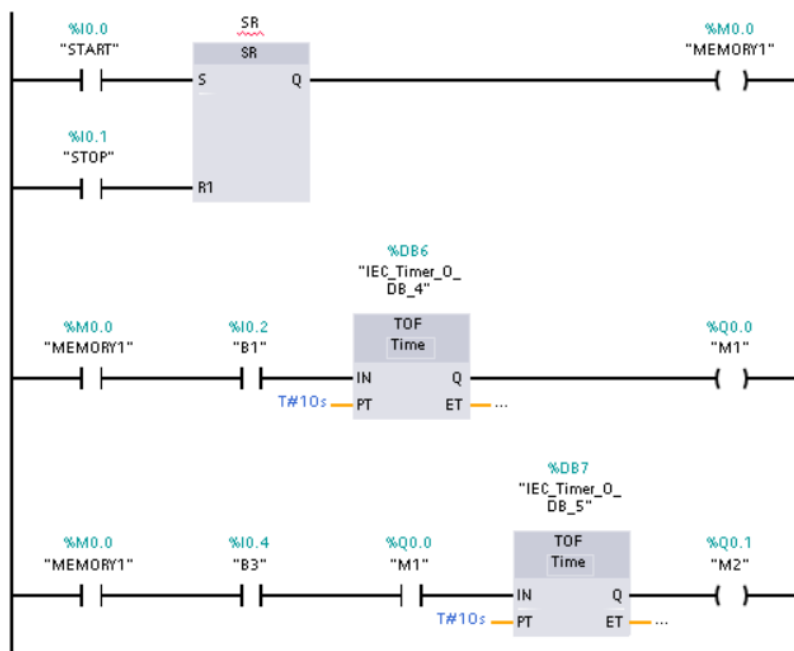 SR
%I0.0
"START"
SR
%M0.0
"MEMORY1"
S
Q
%I0.1
"STOP"
R1
%DB6
"IEC_Timer_0_
DB_4"
%M0.0
"MEMORY1"
%I0.2
"B1"
TOF
Time
%Q0.0
"M1"
IN
Q
T#10s
PT
ET
...
%DB7
"IEC_Timer_0_
DB_5"
%M0.0
"MEMORY1"
%I0.4
"B3"
%Q0.0
"M1"
TOF
Time
%Q0.1
"M2"
IN
Q
T#10s
PT
ET
...